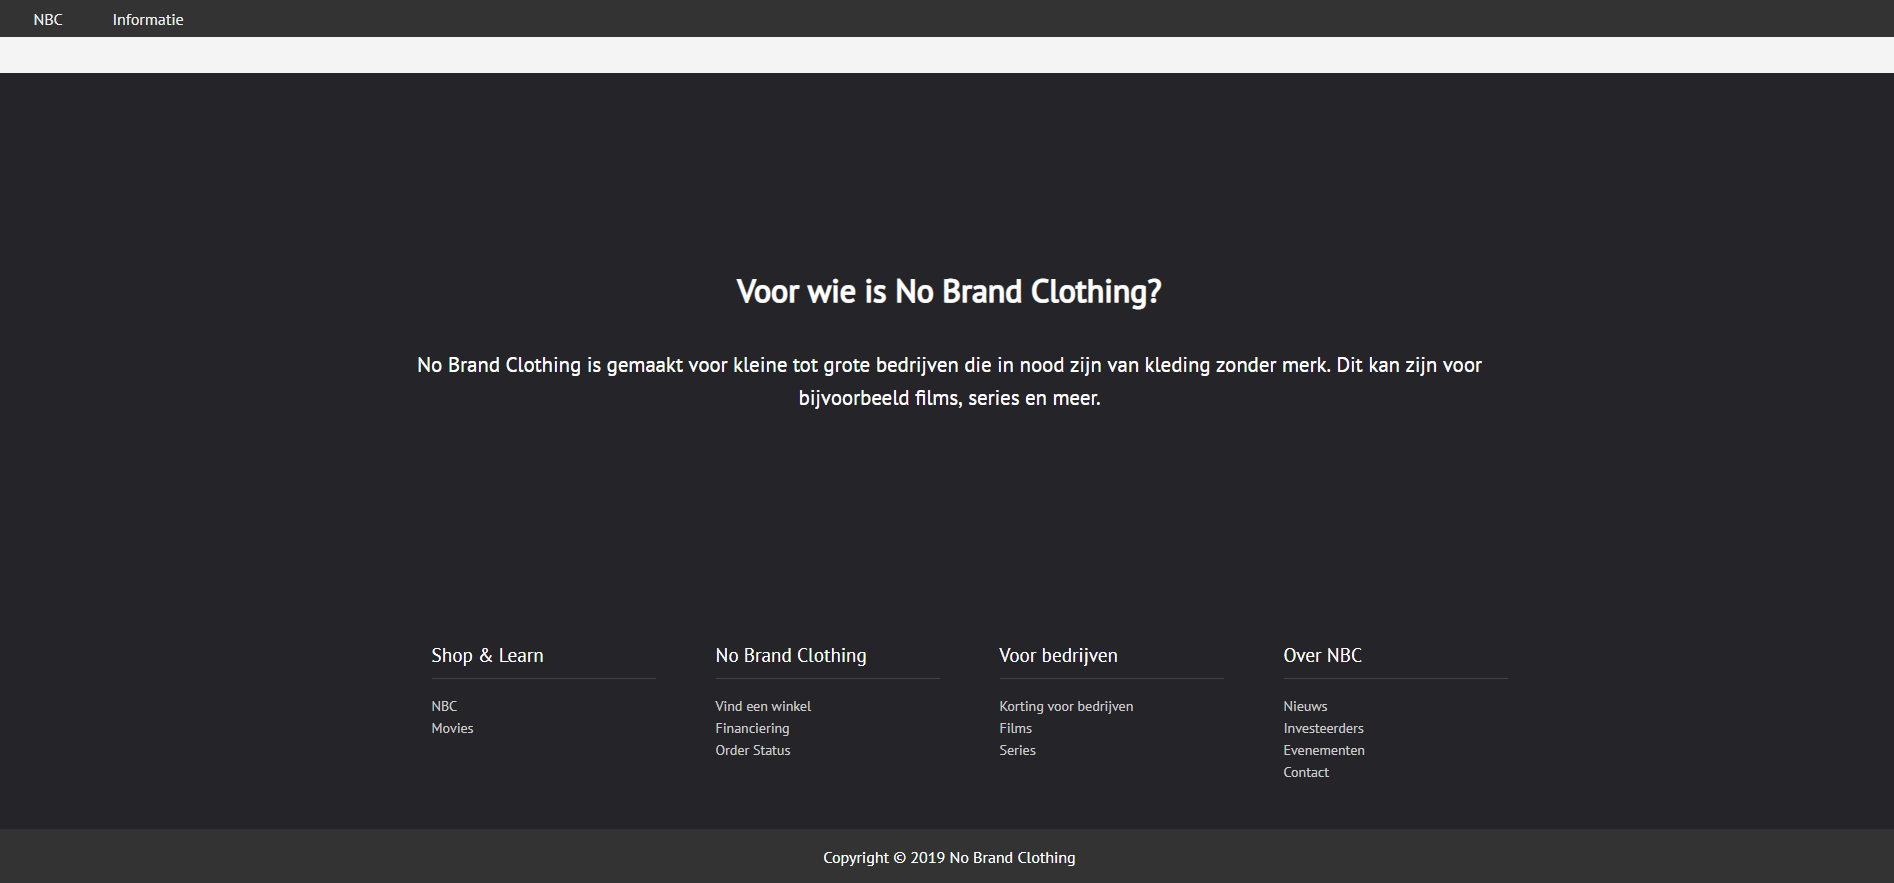 NBC
Informatie
Voor wie is No Brand Clothing?
No Brand Clothing is gemaakt voor kleine tot grote bedrijven die in nood zijn van kleding zonder merk. Dit kan zijn voor
bijvoorbeeld films, series en meer.
Shop & Learn
NBC
Movies
No Brand Clothing
Vind een winkel
Financiering
Order Status
Voor bedrijven
Korting voor bedrijven
Films
Series
Over NBC
Nieuws
Investeerders
Evenementen
Contact
Copyright © 2019 No Brand Clothing